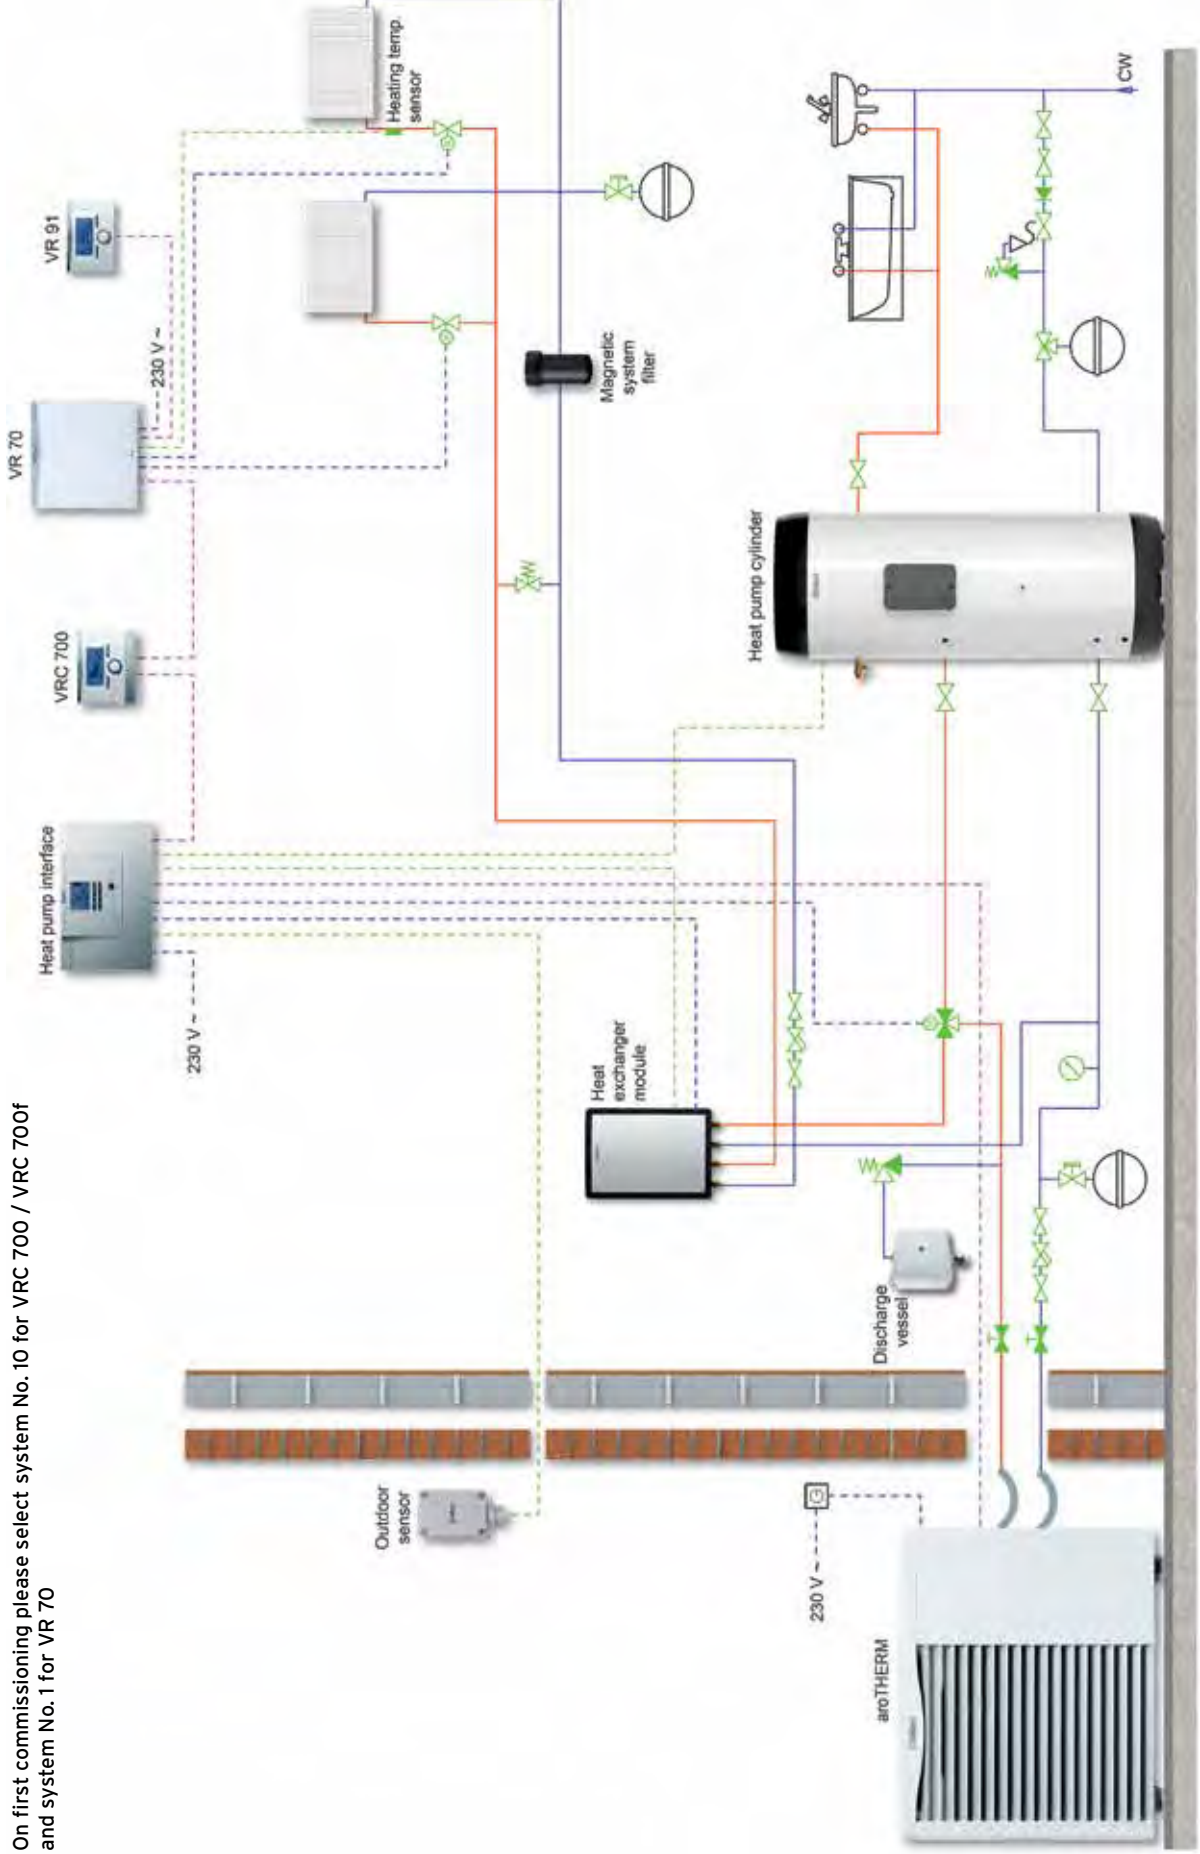 On first commissioning please select system No. 10 for VRC 700 / VRC 700f
and system No. 1 for VR 70
Heat pump interface
VRC 700
VR 70
VR 91
230 V ~
230 V ~
Heating temp.
sensor
Outdoor
sensor
Heat
exchanger
module
Magnetic
system
filter
Heat pump cylinder
230 V ~
Discharge
vessel
aroTHERM
CW